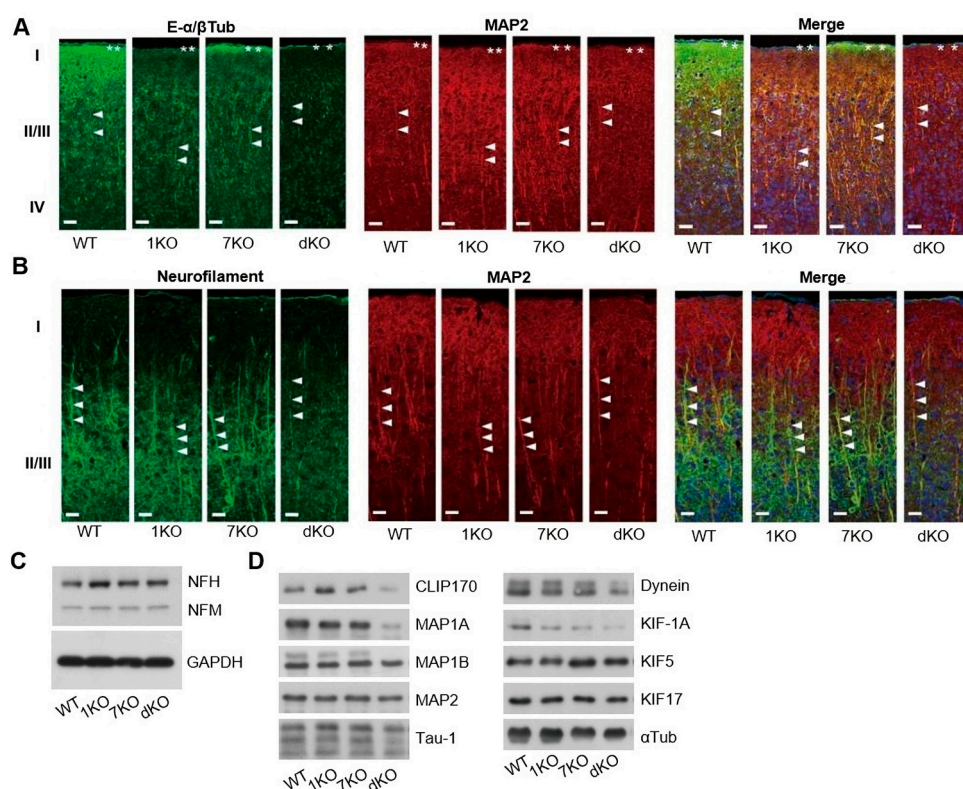 A
E-α/βTub
MAP2
Merge
I
** ** ** **
** ** ** **
** ** ** **
II/III
IV
WT 1KO 7KO dKO
WT 1KO 7KO dKO
WT 1KO 7KO dKO
B
Neurofilament
MAP2
Merge
I
II/III
WT 1KO 7KO dKO
WT 1KO 7KO dKO
WT 1KO 7KO dKO
C
NFH
NFM
GAPDH
WT 1KO 7KO dKO
D
CLIP170
MAP1A
MAP1B
MAP2
Tau-1
WT 1KO 7KO dKO
Dynein
KIF-1A
KIF5
KIF17
αTub
WT 1KO 7KO dKO